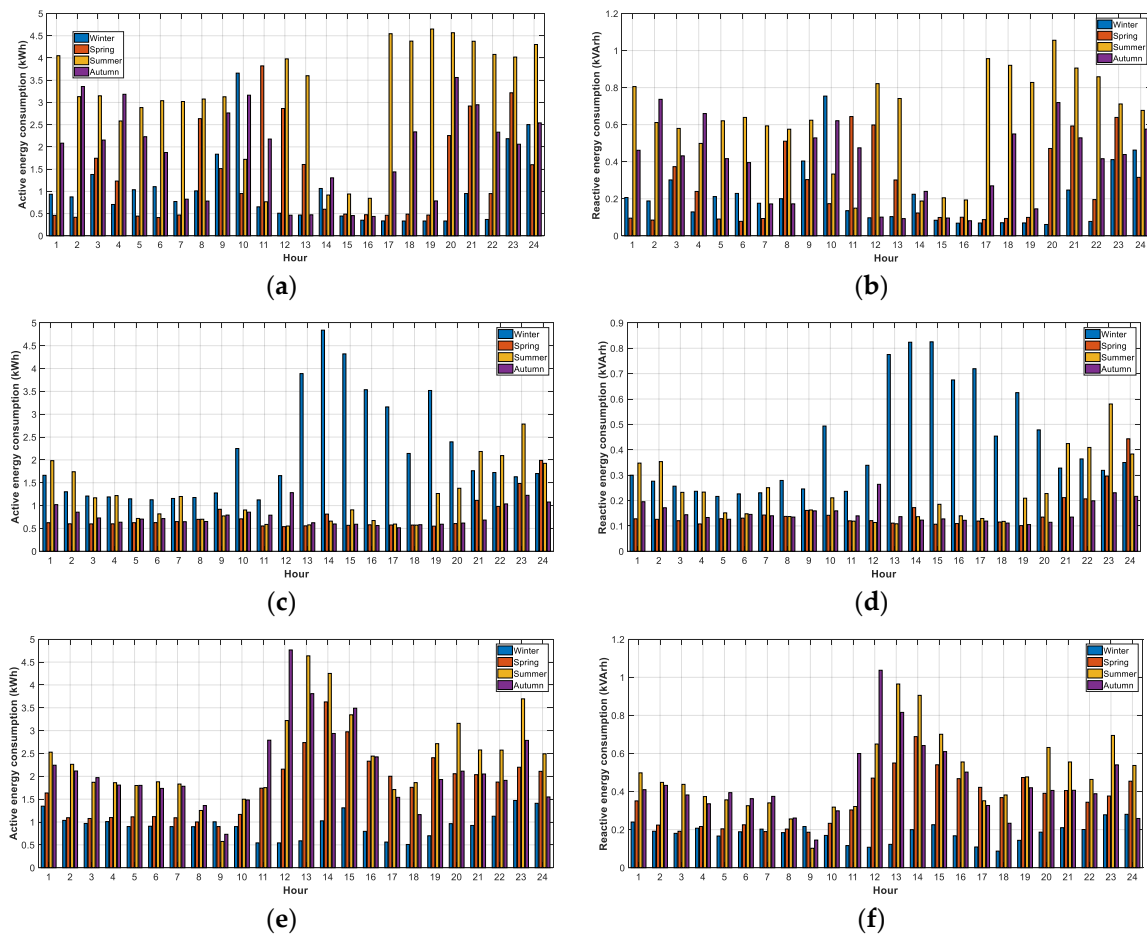 Active energy consumption (kWh)
5
4.5
4
3.5
3
2.5
2
1.5
1
0.5
0
Winter
Spring
Summer
Autumn
1 2 3 4 5 6 7 8 9 10 11 12 13 14 15 16 17 18 19 20 21 22 23 24
Hour
(a)
Reactive energy consumption (kVArh)
1.2
1
0.8
0.6
0.4
0.2
0
Winter
Spring
Summer
Autumn
1 2 3 4 5 6 7 8 9 10 11 12 13 14 15 16 17 18 19 20 21 22 23 24
Hour
(b)
Active energy consumption (kWh)
5
4.5
4
3.5
3
2.5
2
1.5
1
0.5
0
Winter
Spring
Summer
Autumn
1 2 3 4 5 6 7 8 9 10 11 12 13 14 15 16 17 18 19 20 21 22 23 24
Hour
(c)
Reactive energy consumption (kVArh)
0.9
0.8
0.7
0.6
0.5
0.4
0.3
0.2
0.1
0
Winter
Spring
Summer
Autumn
1 2 3 4 5 6 7 8 9 10 11 12 13 14 15 16 17 18 19 20 21 22 23 24
Hour
(d)
Active energy consumption (kWh)
5
4.5
4
3.5
3
2.5
2
1.5
1
0.5
0
Winter
Spring
Summer
Autumn
1 2 3 4 5 6 7 8 9 10 11 12 13 14 15 16 17 18 19 20 21 22 23 24
Hour
(e)
Reactive energy consumption (kVArh)
1.2
1
0.8
0.6
0.4
0.2
0
Winter
Spring
Summer
Autumn
1 2 3 4 5 6 7 8 9 10 11 12 13 14 15 16 17 18 19 20 21 22 23 24
Hour
(f)